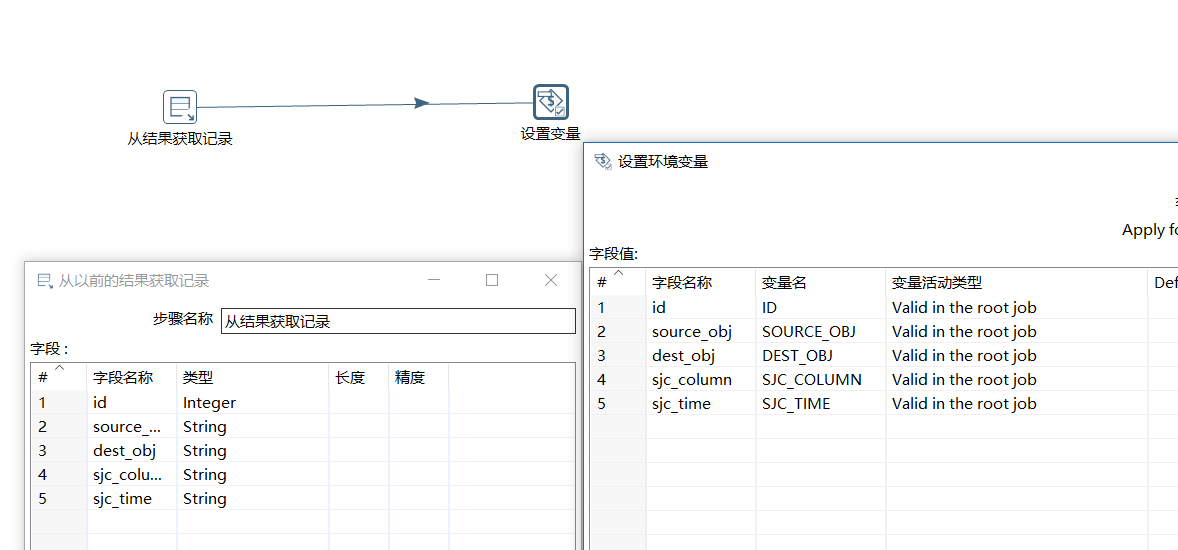 从结果获取记录
设置变量
设置环境变量
Apply fo
字段值:
# 字段名称 变量名 变量活动类型 Def
1 id ID Valid in the root job
2 source_obj SOURCE_OBJ Valid in the root job
3 dest_obj DEST_OBJ Valid in the root job
4 sjc_column SJC_COLUMN Valid in the root job
5 sjc_time SJC_TIME Valid in the root job
从以前的结果获取记录
步骤名称 从结果获取记录
字段 :
# 字段名称 类型 长度 精度
1 id Integer
2 source_... String
3 dest_obj String
4 sjc_colu... String
5 sjc_time String